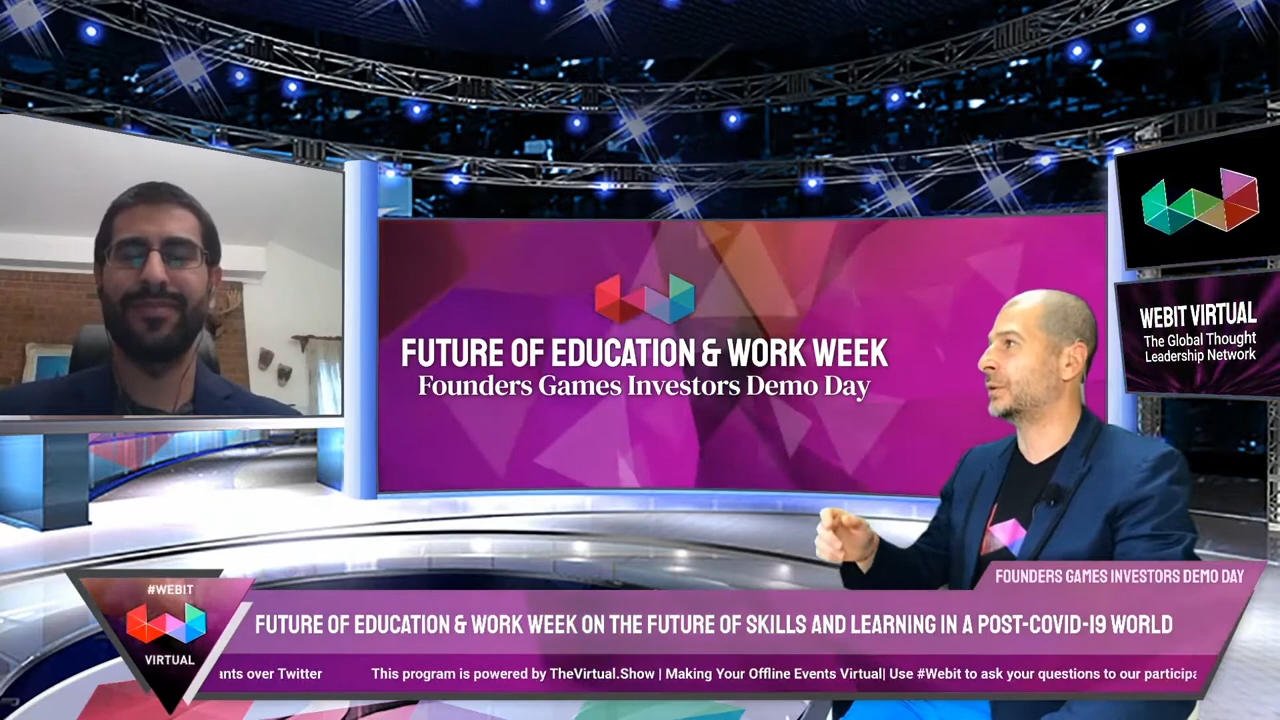 WEBIT VIRTUAL
The Global Thought
Leadership Network
FUTURE OF EDUCATION & WORK WEEK
Founders Games Investors Demo Day
FOUNDERS GAMES INVESTORS DEMO DAY
#WEBIT
VIRTUAL
FUTURE OF EDUCATION & WORK WEEK ON THE FUTURE OF SKILLS AND LEARNING IN A POST-COVID-19 WORLD
ants over Twitter
This program is powered by TheVirtual.Show | Making Your Offline Events Virtual| Use #Webit to ask your questions to our participa